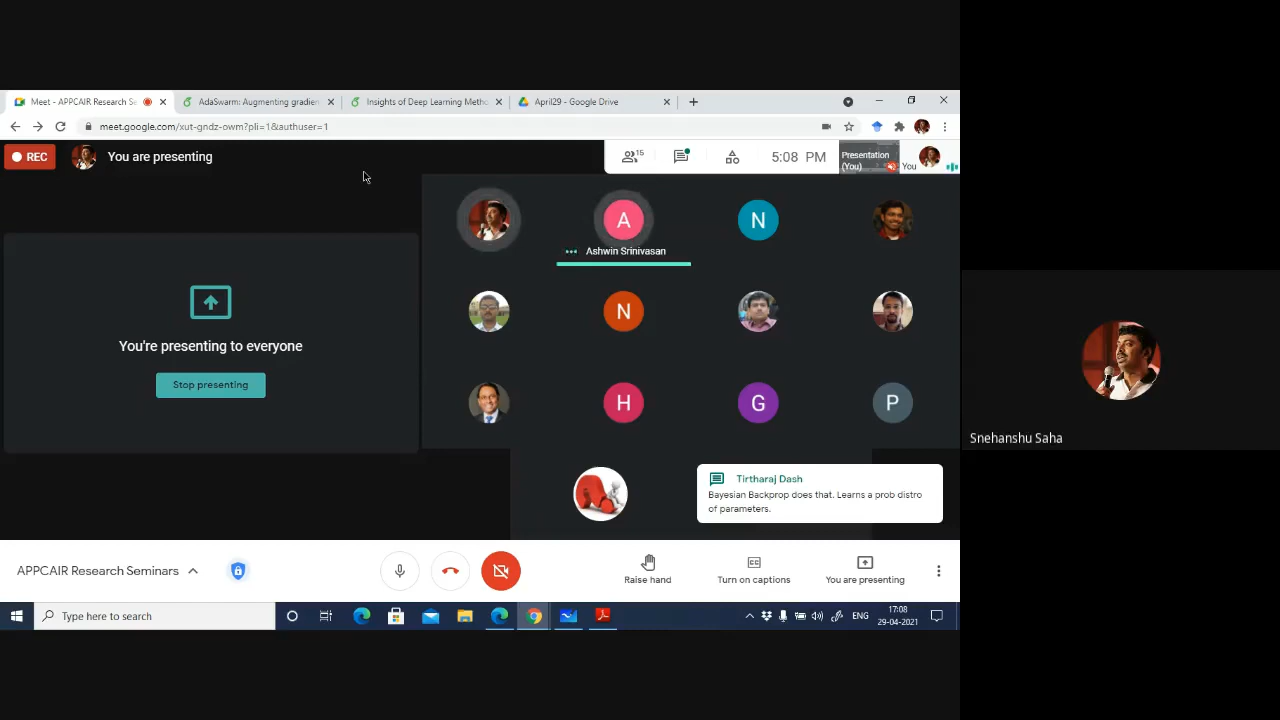 Meet - APPCAIR Research Se
AdaSwarm: Augmenting gradien
Insights of Deep Learning Metho
April29 - Google Drive
meet.google.com/xut-gndz-owm?pli=1&authuser=1
REC
You are presenting
15
5:08 PM
Presentation
(You)
You
A
N
Ashwin Srinivasan
N
You're presenting to everyone
Stop presenting
H
G
P
Snehanshu Saha
Tirtharaj Dash
Bayesian Backprop does that. Learns a prob distro
of parameters.
APPCAIR Research Seminars
Raise hand
Turn on captions
You are presenting
Type here to search
ENG
17:08
29-04-2021